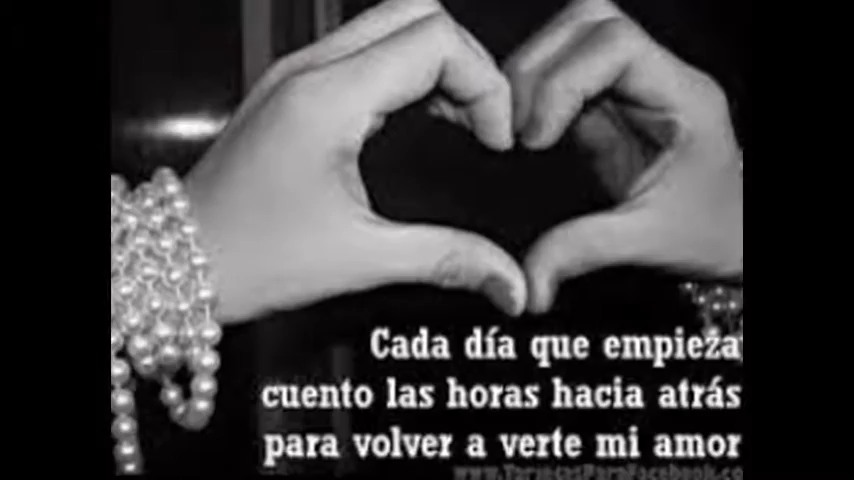 Cada día que empieza
cuento las horas hacia atrás
para volver a verte mi amor